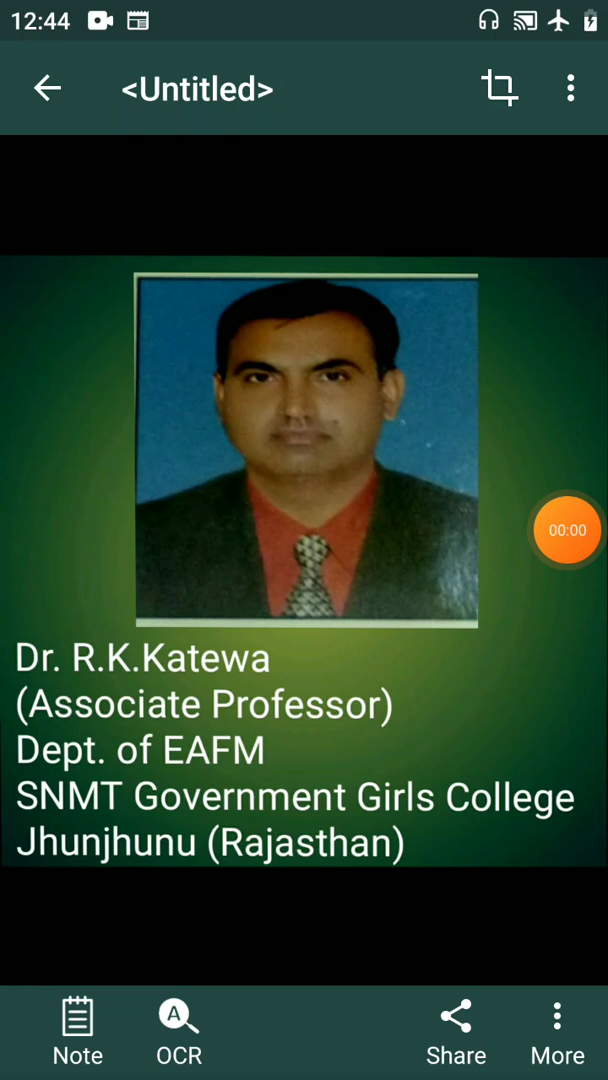 12:44
<Untitled>
00:00
Dr. R.K.Katewa
(Associate Professor)
Dept. of EAFM
SNMT Government Girls College
Jhunjhunu (Rajasthan)
A
Note OCR Share More